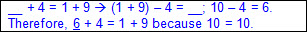 __ + 4 = 1 + 9 → (1 + 9) – 4 = __; 10 – 4 = 6.
Therefore, 6 + 4 = 1 + 9 because 10 = 10.